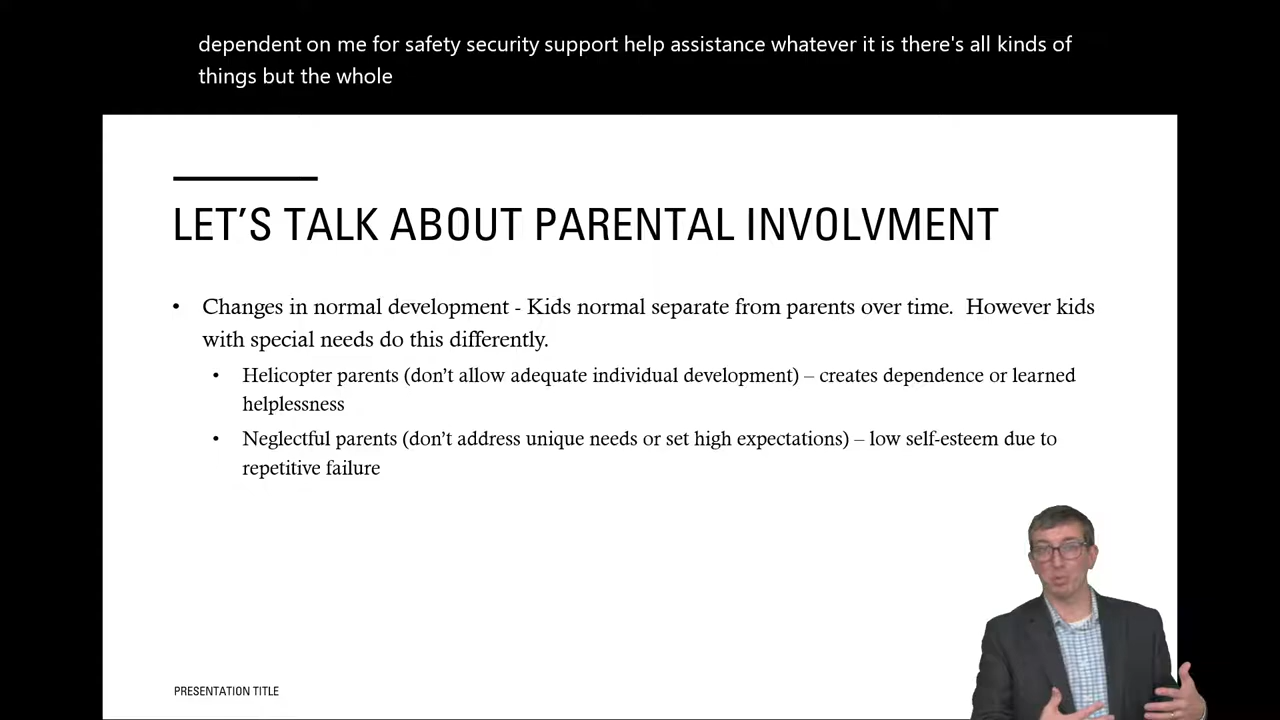 dependent on me for safety security support help assistance whatever it is there's all kinds of
things but the whole
LET'S TALK ABOUT PARENTAL INVOLVMENT
• Changes in normal development - Kids normal separate from parents over time.  However kids
with special needs do this differently.
• Helicopter parents (don't allow adequate individual development) – creates dependence or learned
helplessness
• Neglectful parents (don't address unique needs or set high expectations) – low self-esteem due to
repetitive failure
PRESENTATION TITLE